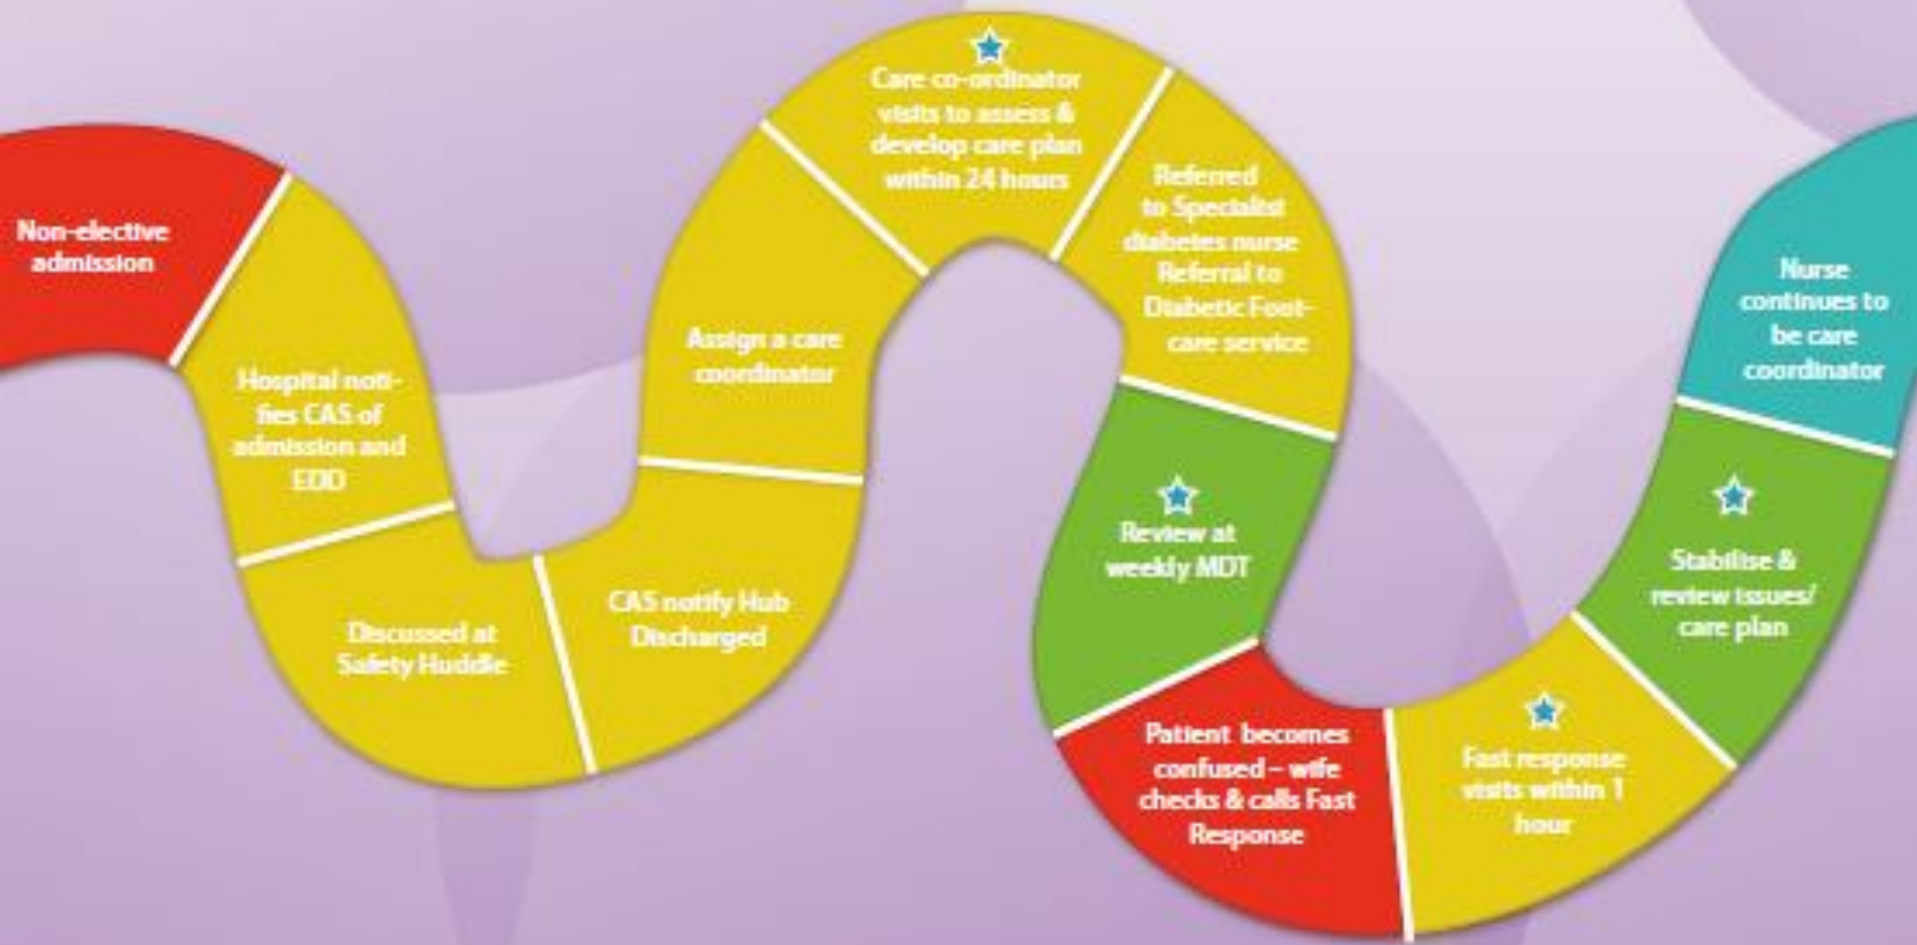 Non-elective
admission
Hospital noti-
fies CAS of
admission and
EDD
Discussed at
Safety Huddle
CAS notify Hub
Discharged
Assign a care
coordinator
Care co-ordinator
visits to assess &
develop care plan
within 24 hours
Referred
to Specialist
diabetes nurse
Referral to
Diabetic Foot-
care service
Review at
weekly MDT
Patient becomes
confused – wife
checks & calls Fast
Response
Fast response
visits within 1
hour
Stabilise &
review issues/
care plan
Nurse
continues to
be care
coordinator